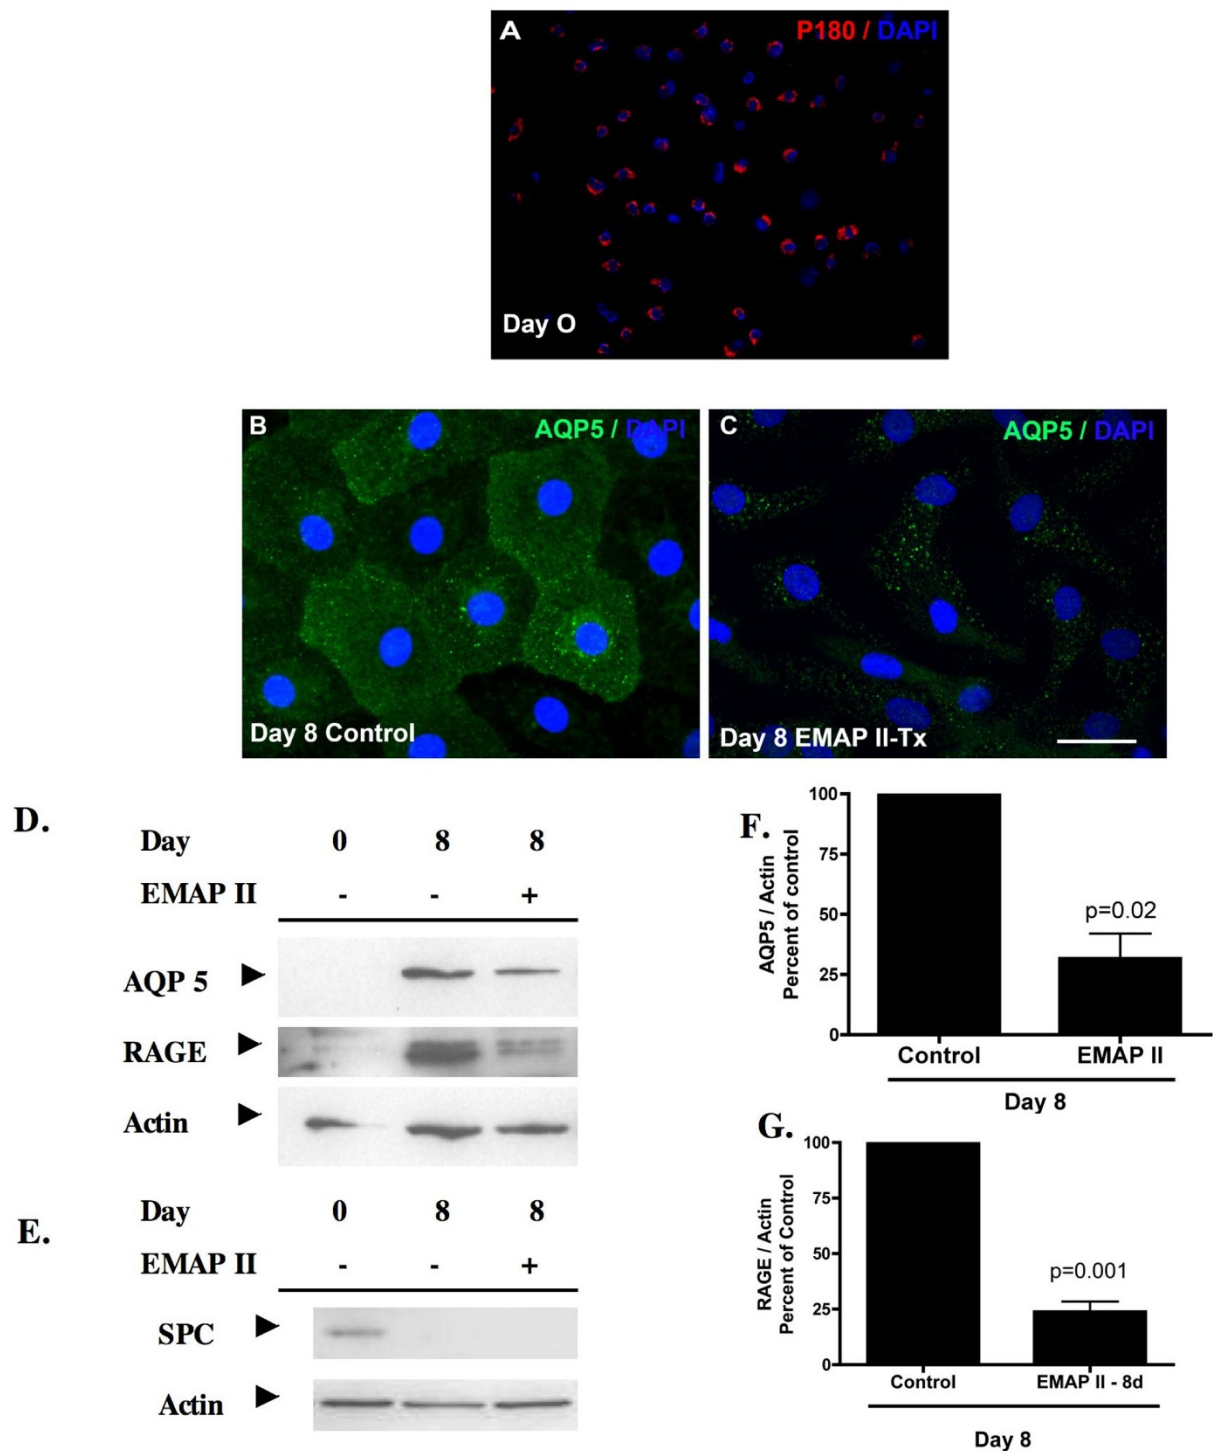 A
P180 / DAPI
Day O
B
AQP5 / DAPI
Day 8 Control
C
AQP5 / DAPI
Day 8 EMAP II-Tx
D.
Day 0 8 8
EMAP II - - +
AQP 5
RAGE
Actin
E.
Day 0 8 8
EMAP II - - +
SPC
Actin
F.
AQP5 / Actin
Percent of control
100
75
50
25
0
p=0.02
Control EMAP II
Day 8
G.
RAGE / Actin
Percent of Control
100
75
50
25
0
p=0.001
Control EMAP II - 8d
Day 8